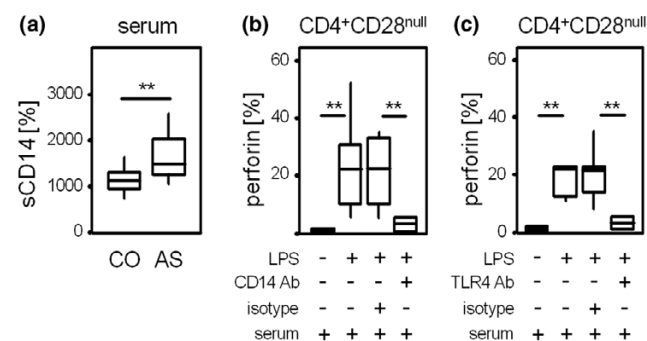 (a) serum
sCD14 [%]
3000
2000
1000
0
**
CO AS
(b) CD4+CD28null
perforin [%]
60
40
20
0
** **
LPS - + + +
CD14 Ab - - - +
isotype - - + -
serum + + + +
(c) CD4+CD28null
perforin [%]
60
40
20
0
** **
LPS - + + +
TLR4 Ab - - - +
isotype - - + -
serum + + + +